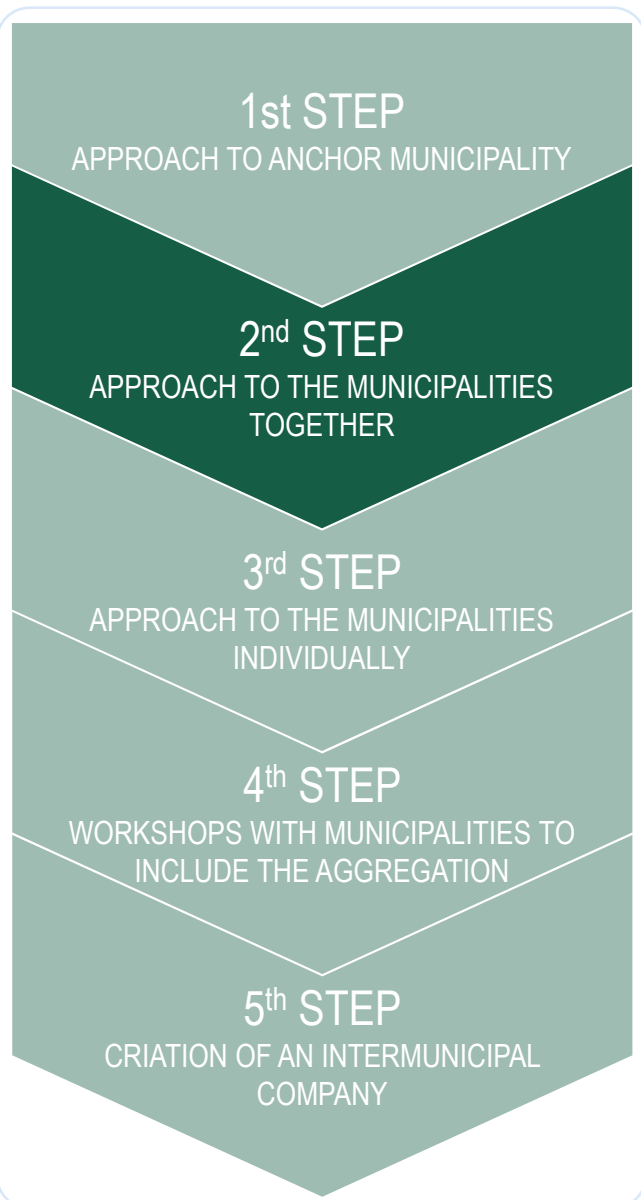 1st STEP
APPROACH TO ANCHOR MUNICIPALITY
2nd STEP
APPROACH TO THE MUNICIPALITIES
TOGETHER
3rd STEP
APPROACH TO THE MUNICIPALITIES
INDIVIDUALLY
4th STEP
WORKSHOPS WITH MUNICIPALITIES TO
INCLUDE THE AGGREGATION
5th STEP
CRIATION OF AN INTERMUNICIPAL
COMPANY